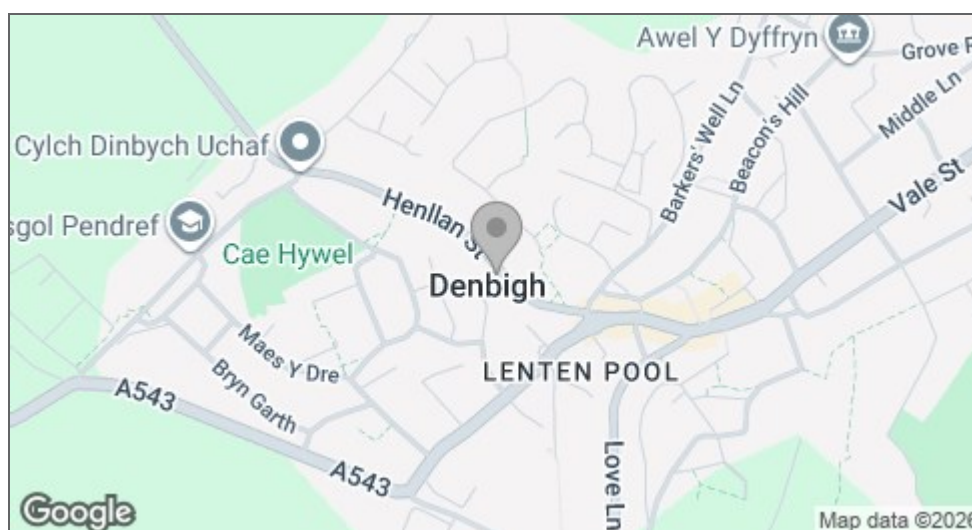 Awel Y Dyffryn
Grove
Middle Ln
Barkers' Well Ln
Beacon's Hill
Cylch Dinbych Uchaf
Henllan St
Vale St
sgol Pendref
Cae Hywel
Denbigh
Maes Y Dre
LENTEN POOL
Bryn Garth
A543
A543
Love Ln
Google
Map data ©2026